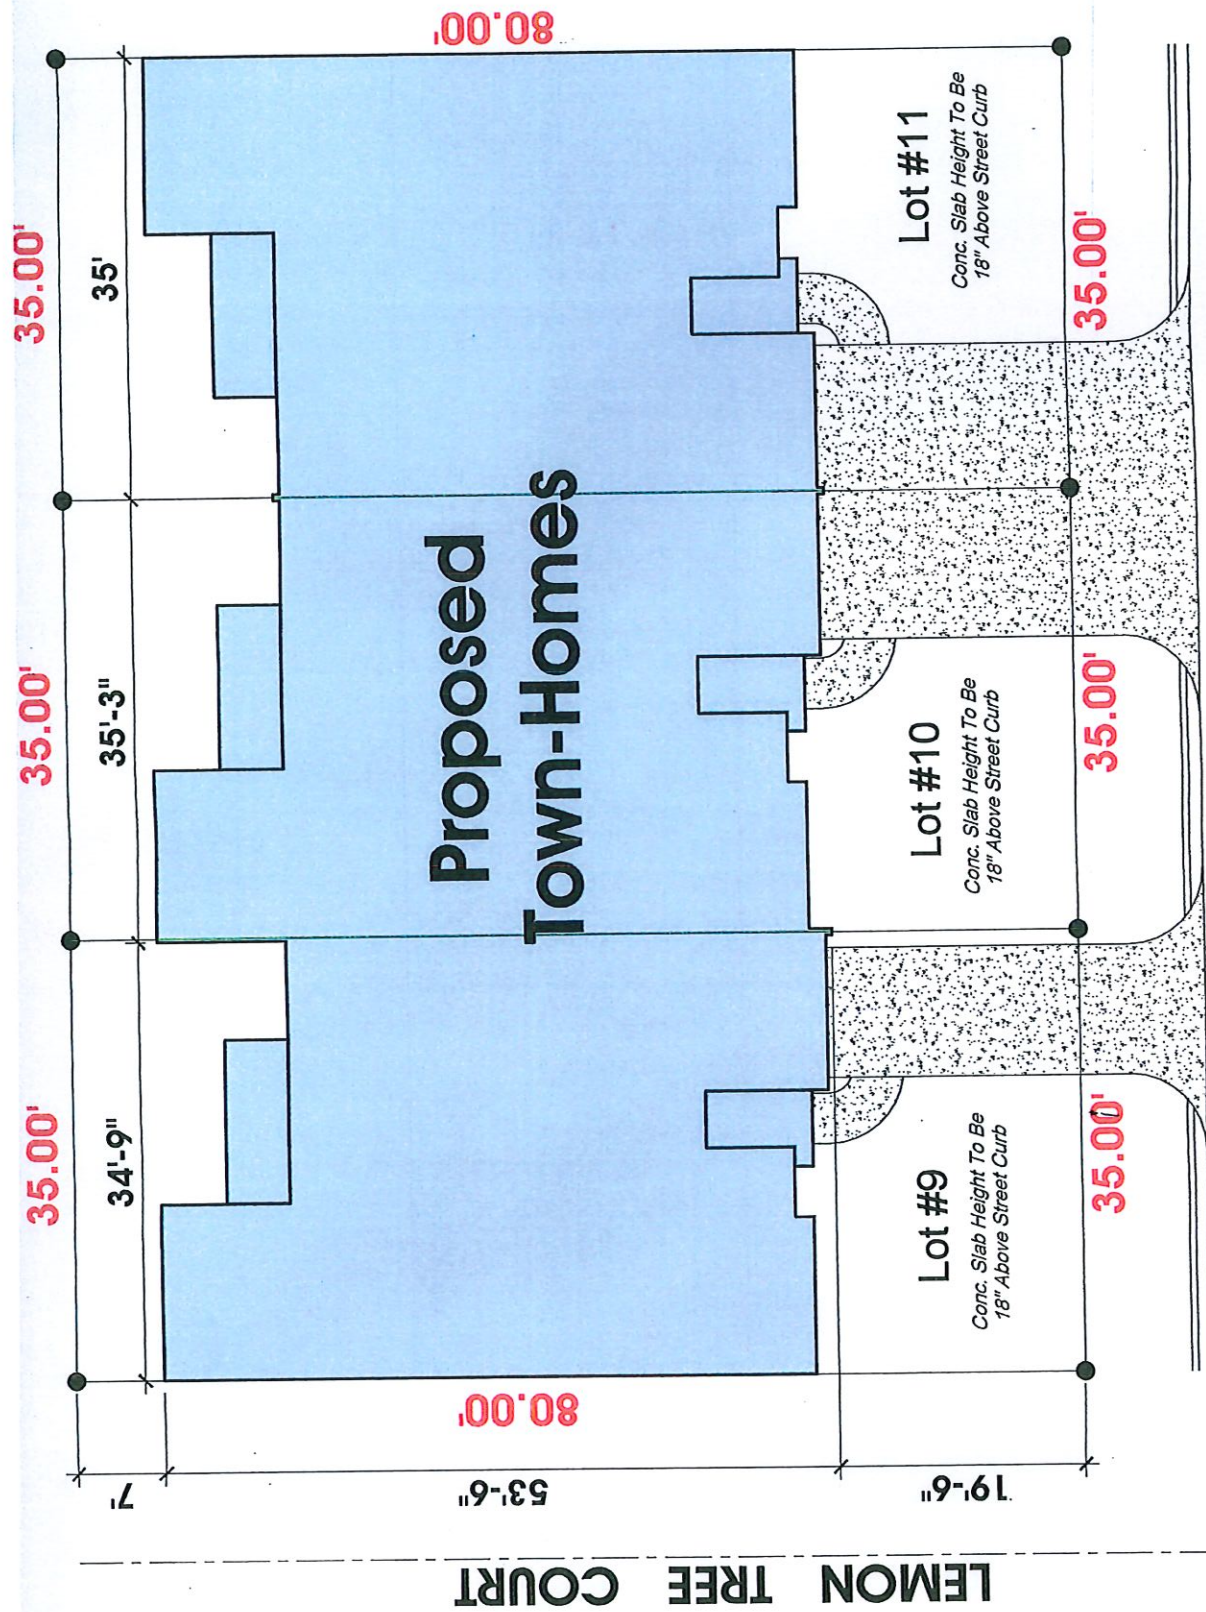 80.00'
35.00'
35.00'
35.00'
34'-9"
35'-3"
35'
Proposed
Town-Homes
80.00'
7'
53'-6"
19'-6"
Lot #9
Conc. Slab Height To Be
18" Above Street Curb
Lot #10
Conc. Slab Height To Be
18" Above Street Curb
Lot #11
Conc. Slab Height To Be
18" Above Street Curb
35.00'
35.00'
35.00'
LEMON TREE COURT